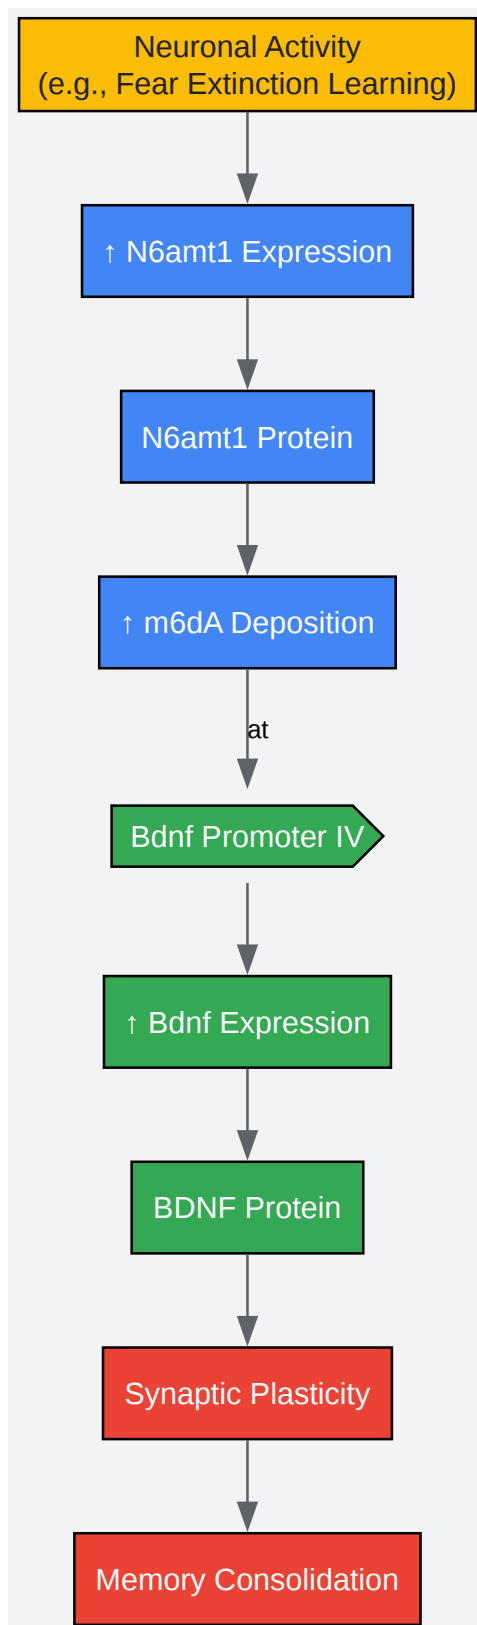 Neuronal Activity
(e.g., Fear Extinction Learning)
↑ N6amt1 Expression
N6amt1 Protein
↑ m6dA Deposition
at
Bdnf Promoter IV
↑ Bdnf Expression
BDNF Protein
Synaptic Plasticity
Memory Consolidation